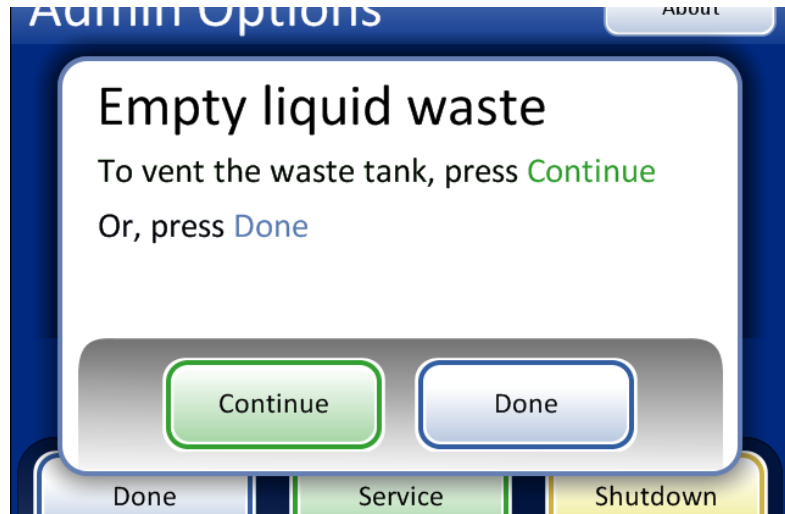 Admin Options
About
Empty liquid waste
To vent the waste tank, press Continue
Or, press Done
Continue
Done
Done
Service
Shutdown